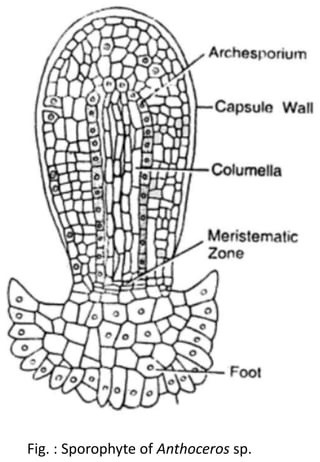 Archesporium
Capsule Wall
Columella
Meristematic
Zone
Foot
Fig. : Sporophyte of Anthoceros sp.